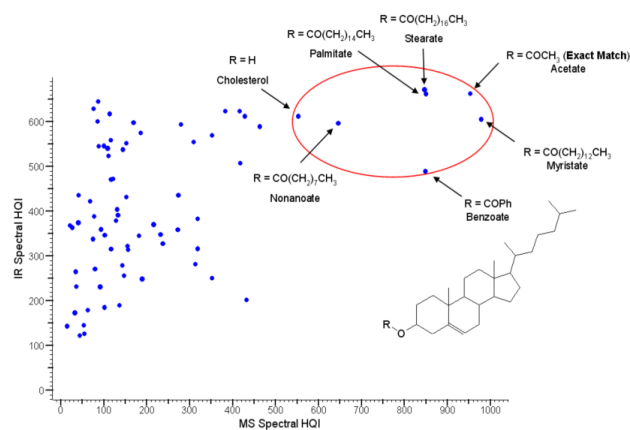 R = CO(CH₂)₁₆CH₃
Stearate
R = CO(CH₂)₁₄CH₃
Palmitate
R = H
Cholesterol
R = COCH₃ (Exact Match)
Acetate
R = CO(CH₂)₁₂CH₃
Myristate
R = CO(CH₂)₇CH₃
Nonanoate
R = COPh
Benzoate
IR Spectral HQI
600
500
400
300
200
100
0
R
O
0 100 200 300 400 500 600 700 800 900 1000
MS Spectral HQI